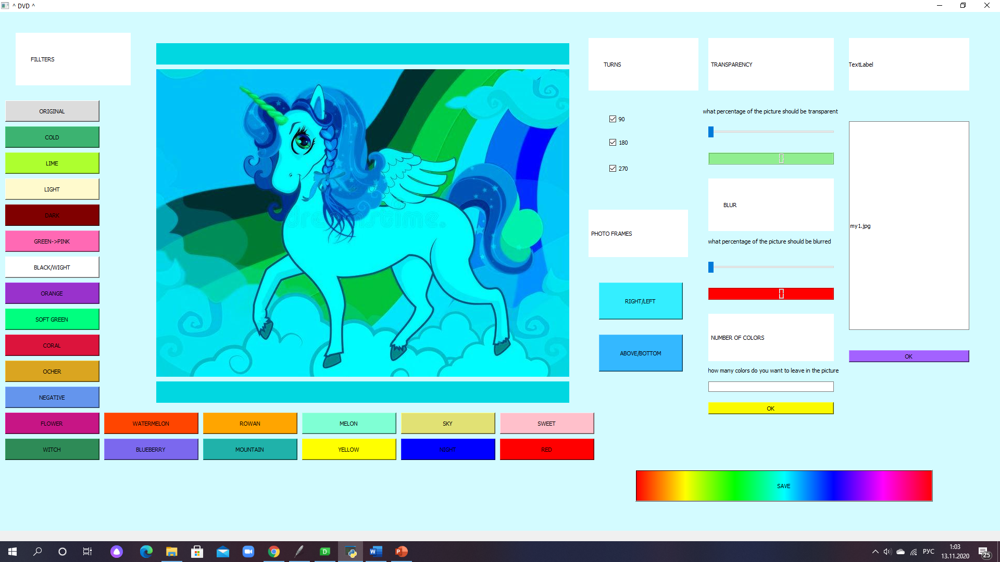 ^ DVD ^
FILLTERS
TURNS
TRANSPARENCY
TextLabel
ORIGINAL
COLD
LIME
LIGHT
DARK
GREEN->PINK
BLACK/WIGHT
ORANGE
SOFT GREEN
CORAL
OCHER
NEGATIVE
FLOWER
WATERMELON
ROWAN
MELON
SKY
SWEET
WITCH
BLUEBERRY
MOUNTAIN
YELLOW
NIGHT
RED
dreamstime.
90
180
270
PHOTO FRAMES
RIGHT/LEFT
ABOVE/BOTTOM
what percentage of the picture should be transparent
0
BLUR
what percentage of the picture should be blurred
0
NUMBER OF COLORS
how many colors do you want to leave in the picture
OK
my1.jpg
OK
SAVE
РУС
1:03
13.11.2020
25